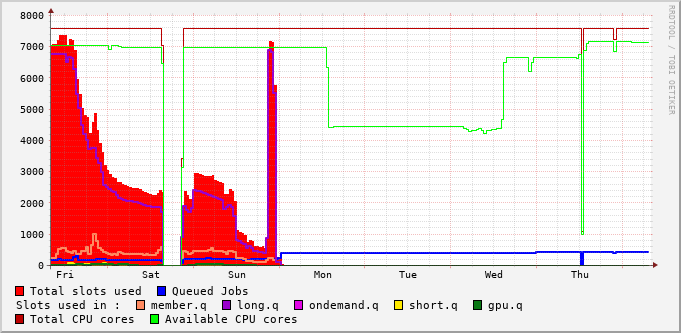 8000
7000
6000
5000
4000
3000
2000
1000
0
Fri Sat Sun Mon Tue Wed Thu
RRDTOOL / TOBI OETIKER
Total slots used Queued Jobs
Slots used in : member.q long.q ondemand.q short.q gpu.q
Total CPU cores Available CPU cores